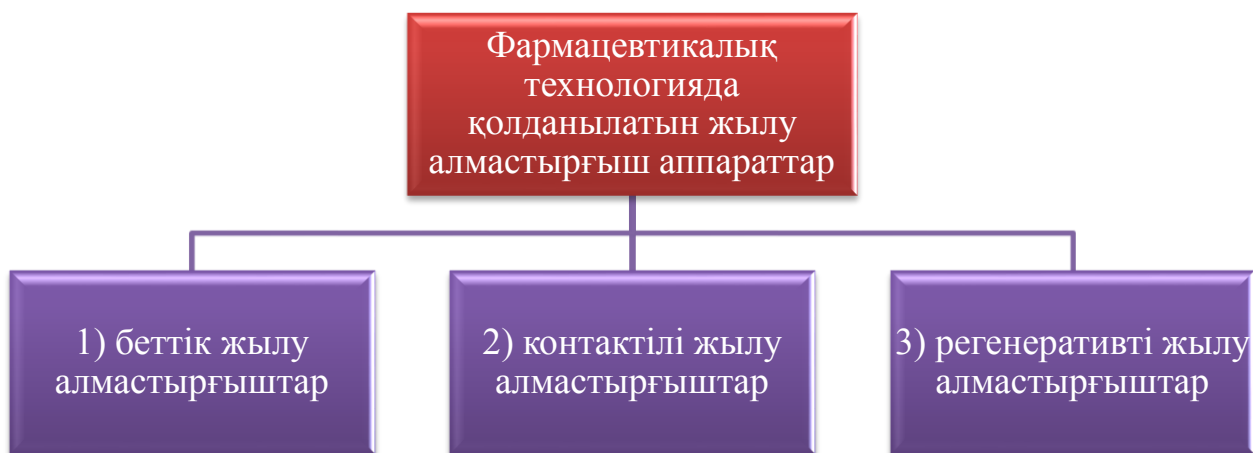 Фармацевтикалық
технологияда
қолданылатын жылу
алмастырғыш аппараттар
1) беттік жылу
алмастырғыштар
2) контактілі жылу
алмастырғыштар
3) регенеративті жылу
алмастырғыштар